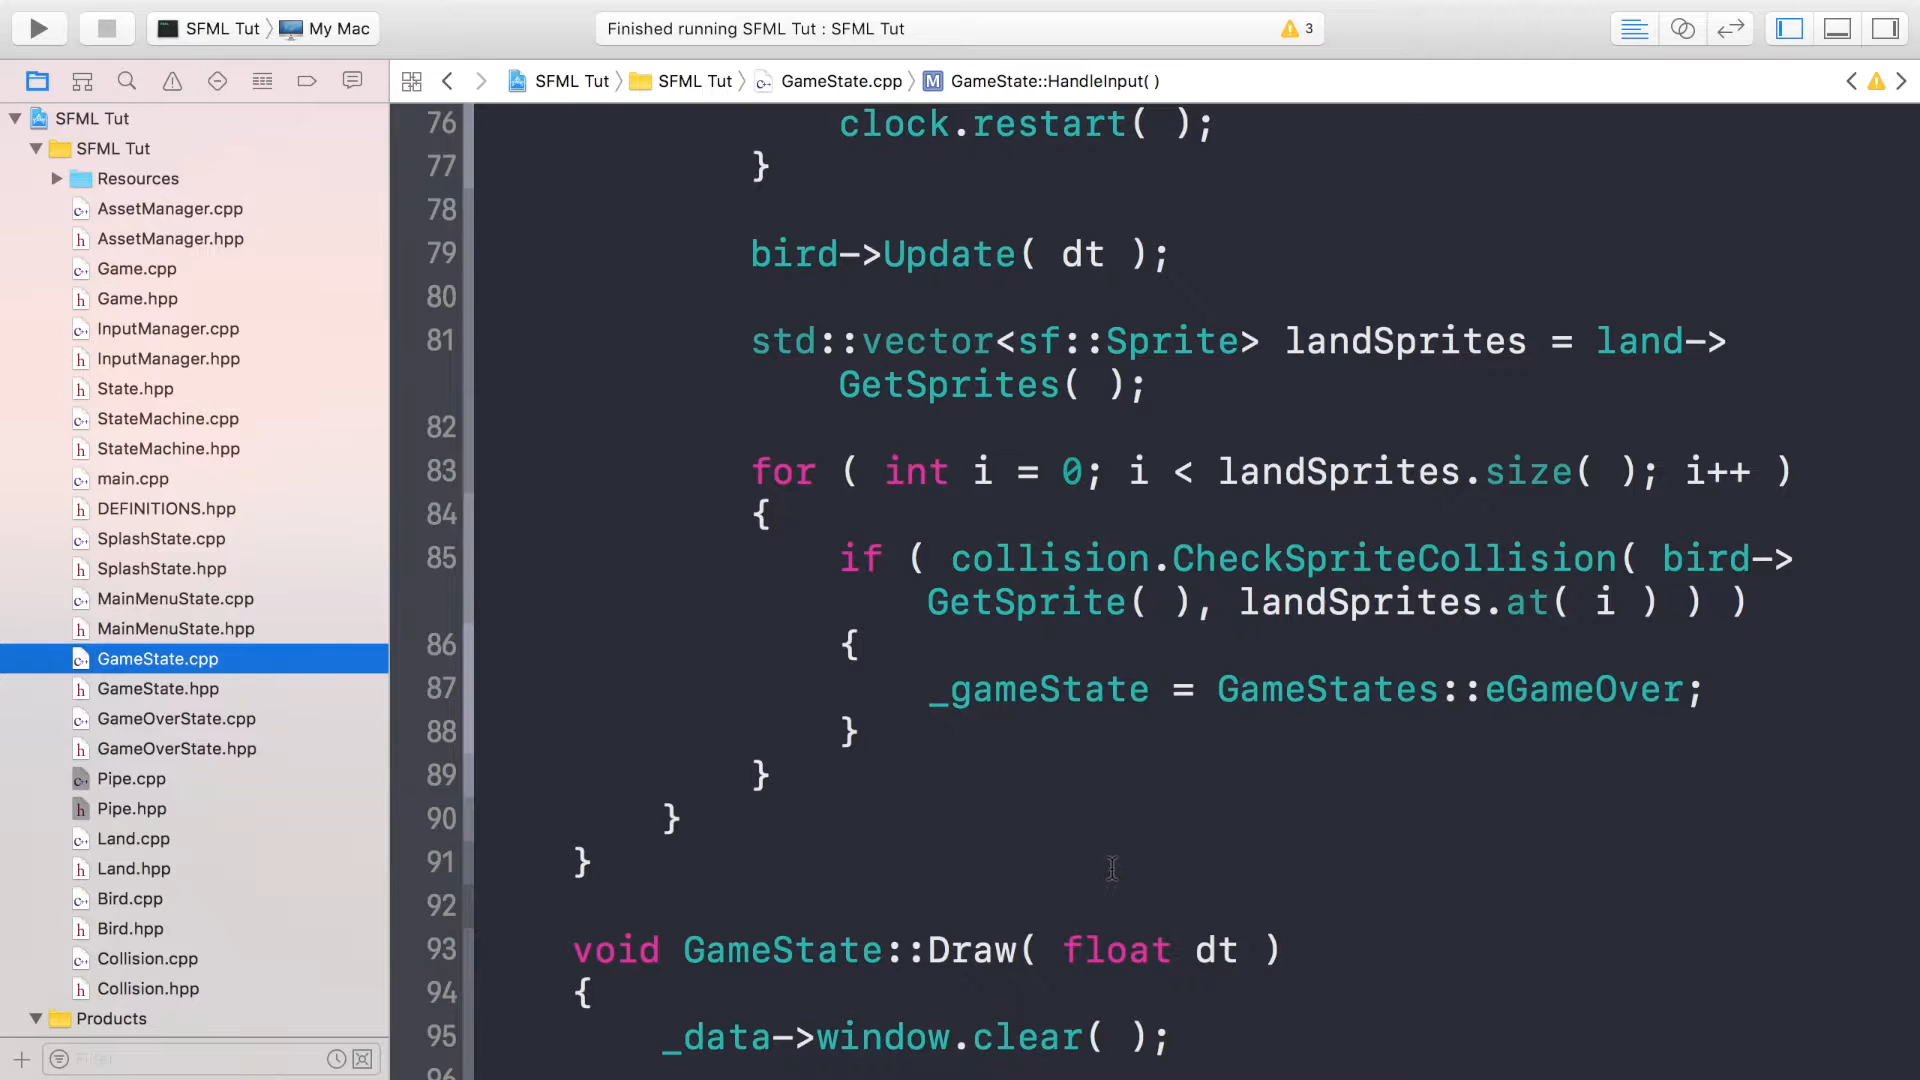 SFML Tut 〉 My Mac
Finished running SFML Tut : SFML Tut
3
SFML Tut 〉 SFML Tut 〉 GameState.cpp 〉 M GameState::HandleInput( )
SFML Tut
SFML Tut
Resources
AssetManager.cpp
AssetManager.hpp
Game.cpp
Game.hpp
InputManager.cpp
InputManager.hpp
State.hpp
StateMachine.cpp
StateMachine.hpp
main.cpp
DEFINITIONS.hpp
SplashState.cpp
SplashState.hpp
MainMenuState.cpp
MainMenuState.hpp
GameState.cpp
GameState.hpp
GameOverState.cpp
GameOverState.hpp
Pipe.cpp
Pipe.hpp
Land.cpp
Land.hpp
Bird.cpp
Bird.hpp
Collision.cpp
Collision.hpp
Products
76 clock.restart( );
77 }
78
79 bird->Update( dt );
80
81 std::vector<sf::Sprite> landSprites = land->
GetSprites( );
82
83 for ( int i = 0; i < landSprites.size( ); i++ )
84 {
85 if ( collision.CheckSpriteCollision( bird->
GetSprite( ), landSprites.at( i ) ) )
86 {
87 _gameState = GameStates::eGameOver;
88 }
89 }
90 }
91 }
92
93 void GameState::Draw( float dt )
94 {
95 _data->window.clear( );